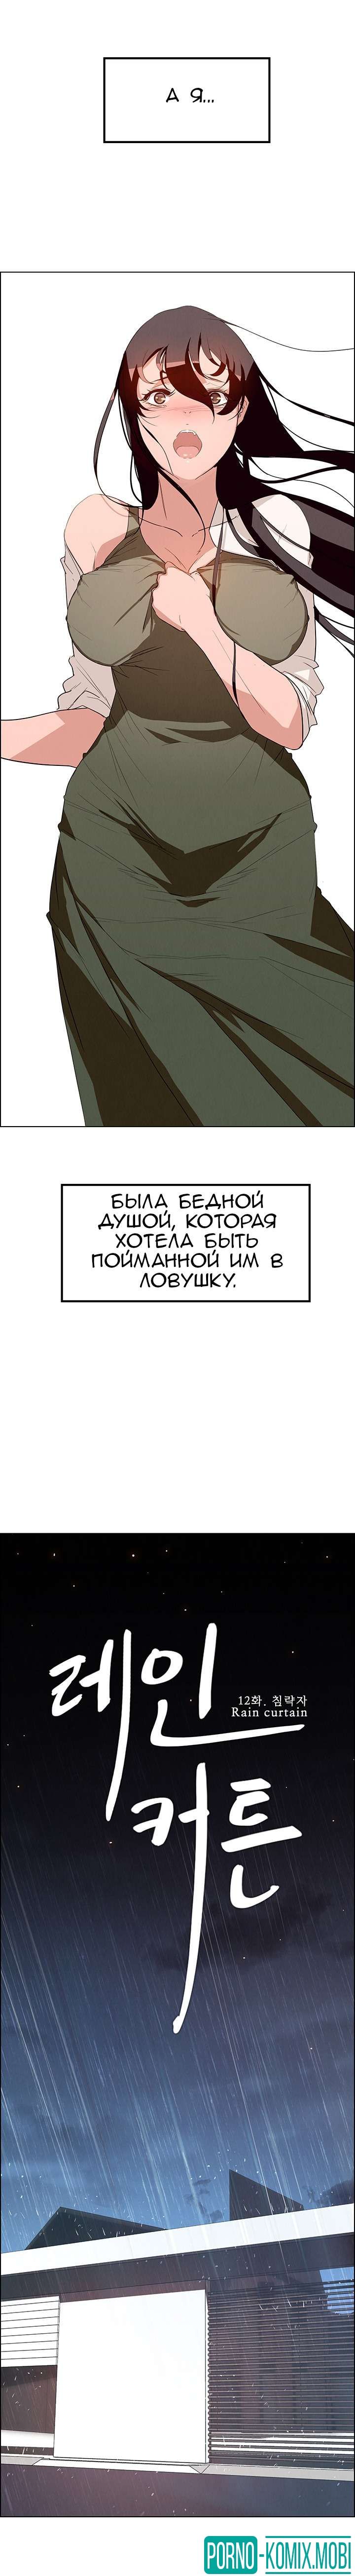 А Я...
БЫЛА БЕДНОЙ
ДУШОЙ, КОТОРАЯ
ХОТЕЛА БЫТЬ
ПОЙМАННОЙ ИМ В
ЛОВУШКУ.
레인
12화. 침략자
Rain curtain
커튼
PORNO-KOMIX.MOBI